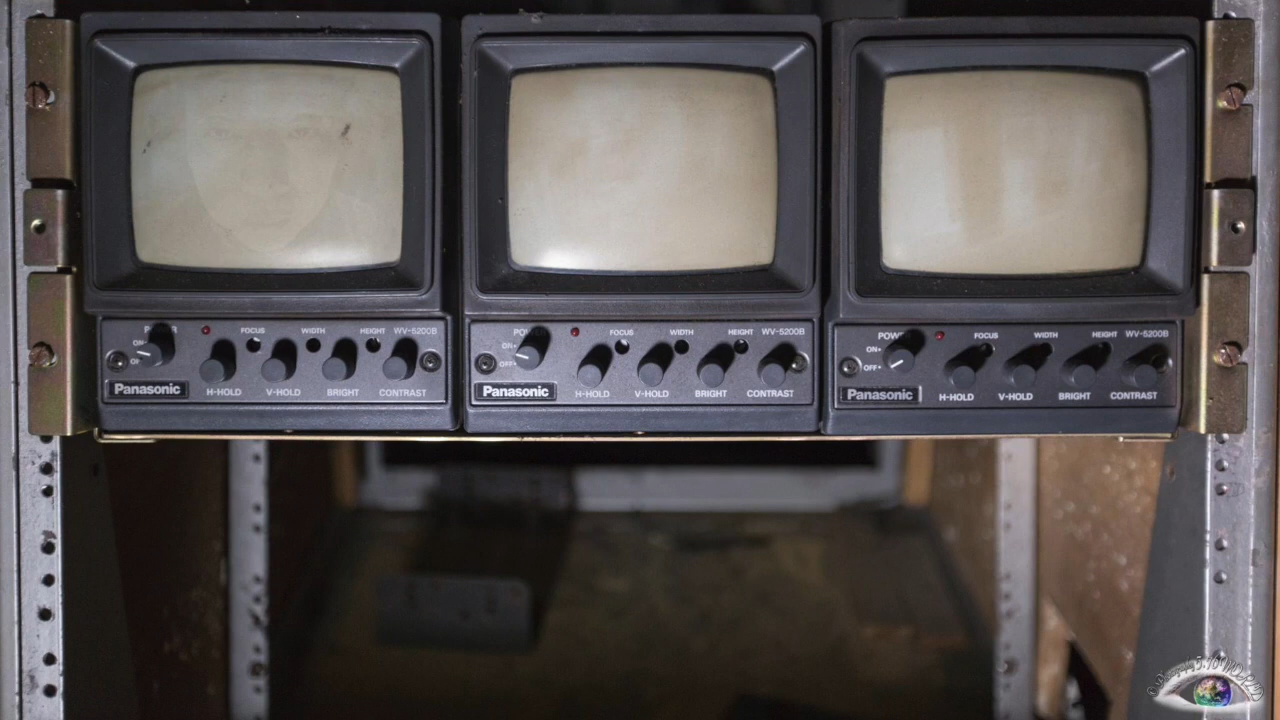 POWER FOCUS WIDTH HEIGHT WV-5200B
ON
OFF
Panasonic H-HOLD V-HOLD BRIGHT CONTRAST
POWER FOCUS WIDTH HEIGHT WV-5200B
ON
OFF
Panasonic H-HOLD V-HOLD BRIGHT CONTRAST
POWER FOCUS WIDTH HEIGHT WV-5200B
ON
OFF
Panasonic H-HOLD V-HOLD BRIGHT CONTRAST